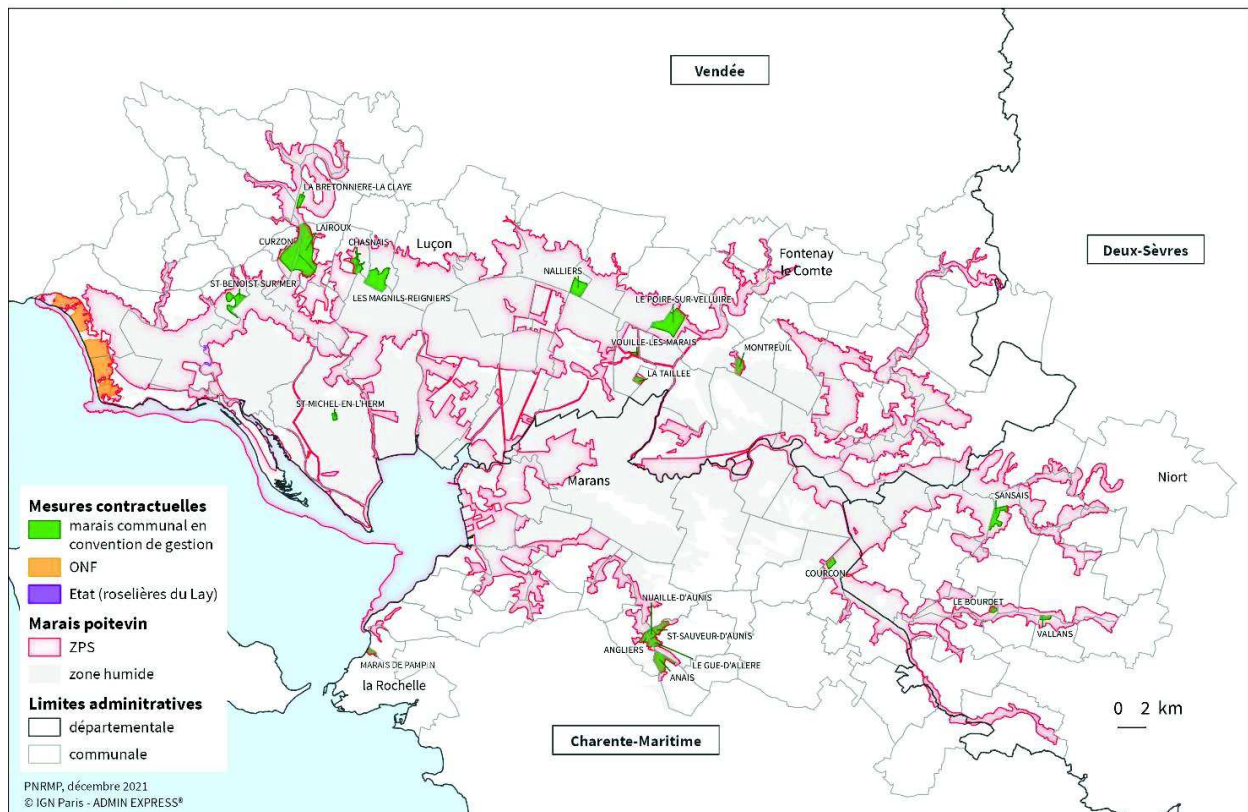 Vendée
Deux-Sèvres
LA BRETONNIERE-LA CLAYE
LAIROUX
CURZON
CHASNAIS
Luçon
Fontenay
le Comte
NALLIERS
ST-BENOIST-SUR-MER
LES MAGNILS-REIGNIERS
LE POIRE-SUR-VELLUIRE
VOUILLE-LES-MARAIS
MONTREUIL
LA TAILLEE
ST-MICHEL-EN-L'HERM
Marans
Niort
SANSAIS
COURCON
LE BOURDET
VALLANS
NUAILLE-D'AUNIS
ST-SAUVEUR-D'AUNIS
ANGLIERS
LE GUE-D'ALLERE
ANAIS
MARAIS DE PAMPIN
la Rochelle
Charente-Maritime
0 2 km
Mesures contractuelles
marais communal en
convention de gestion
ONF
Etat (roselières du Lay)
Marais poitevin
ZPS
zone humide
Limites adminitratives
départementale
communale
PNRMP, décembre 2021
© IGN Paris - ADMIN EXPRESS®